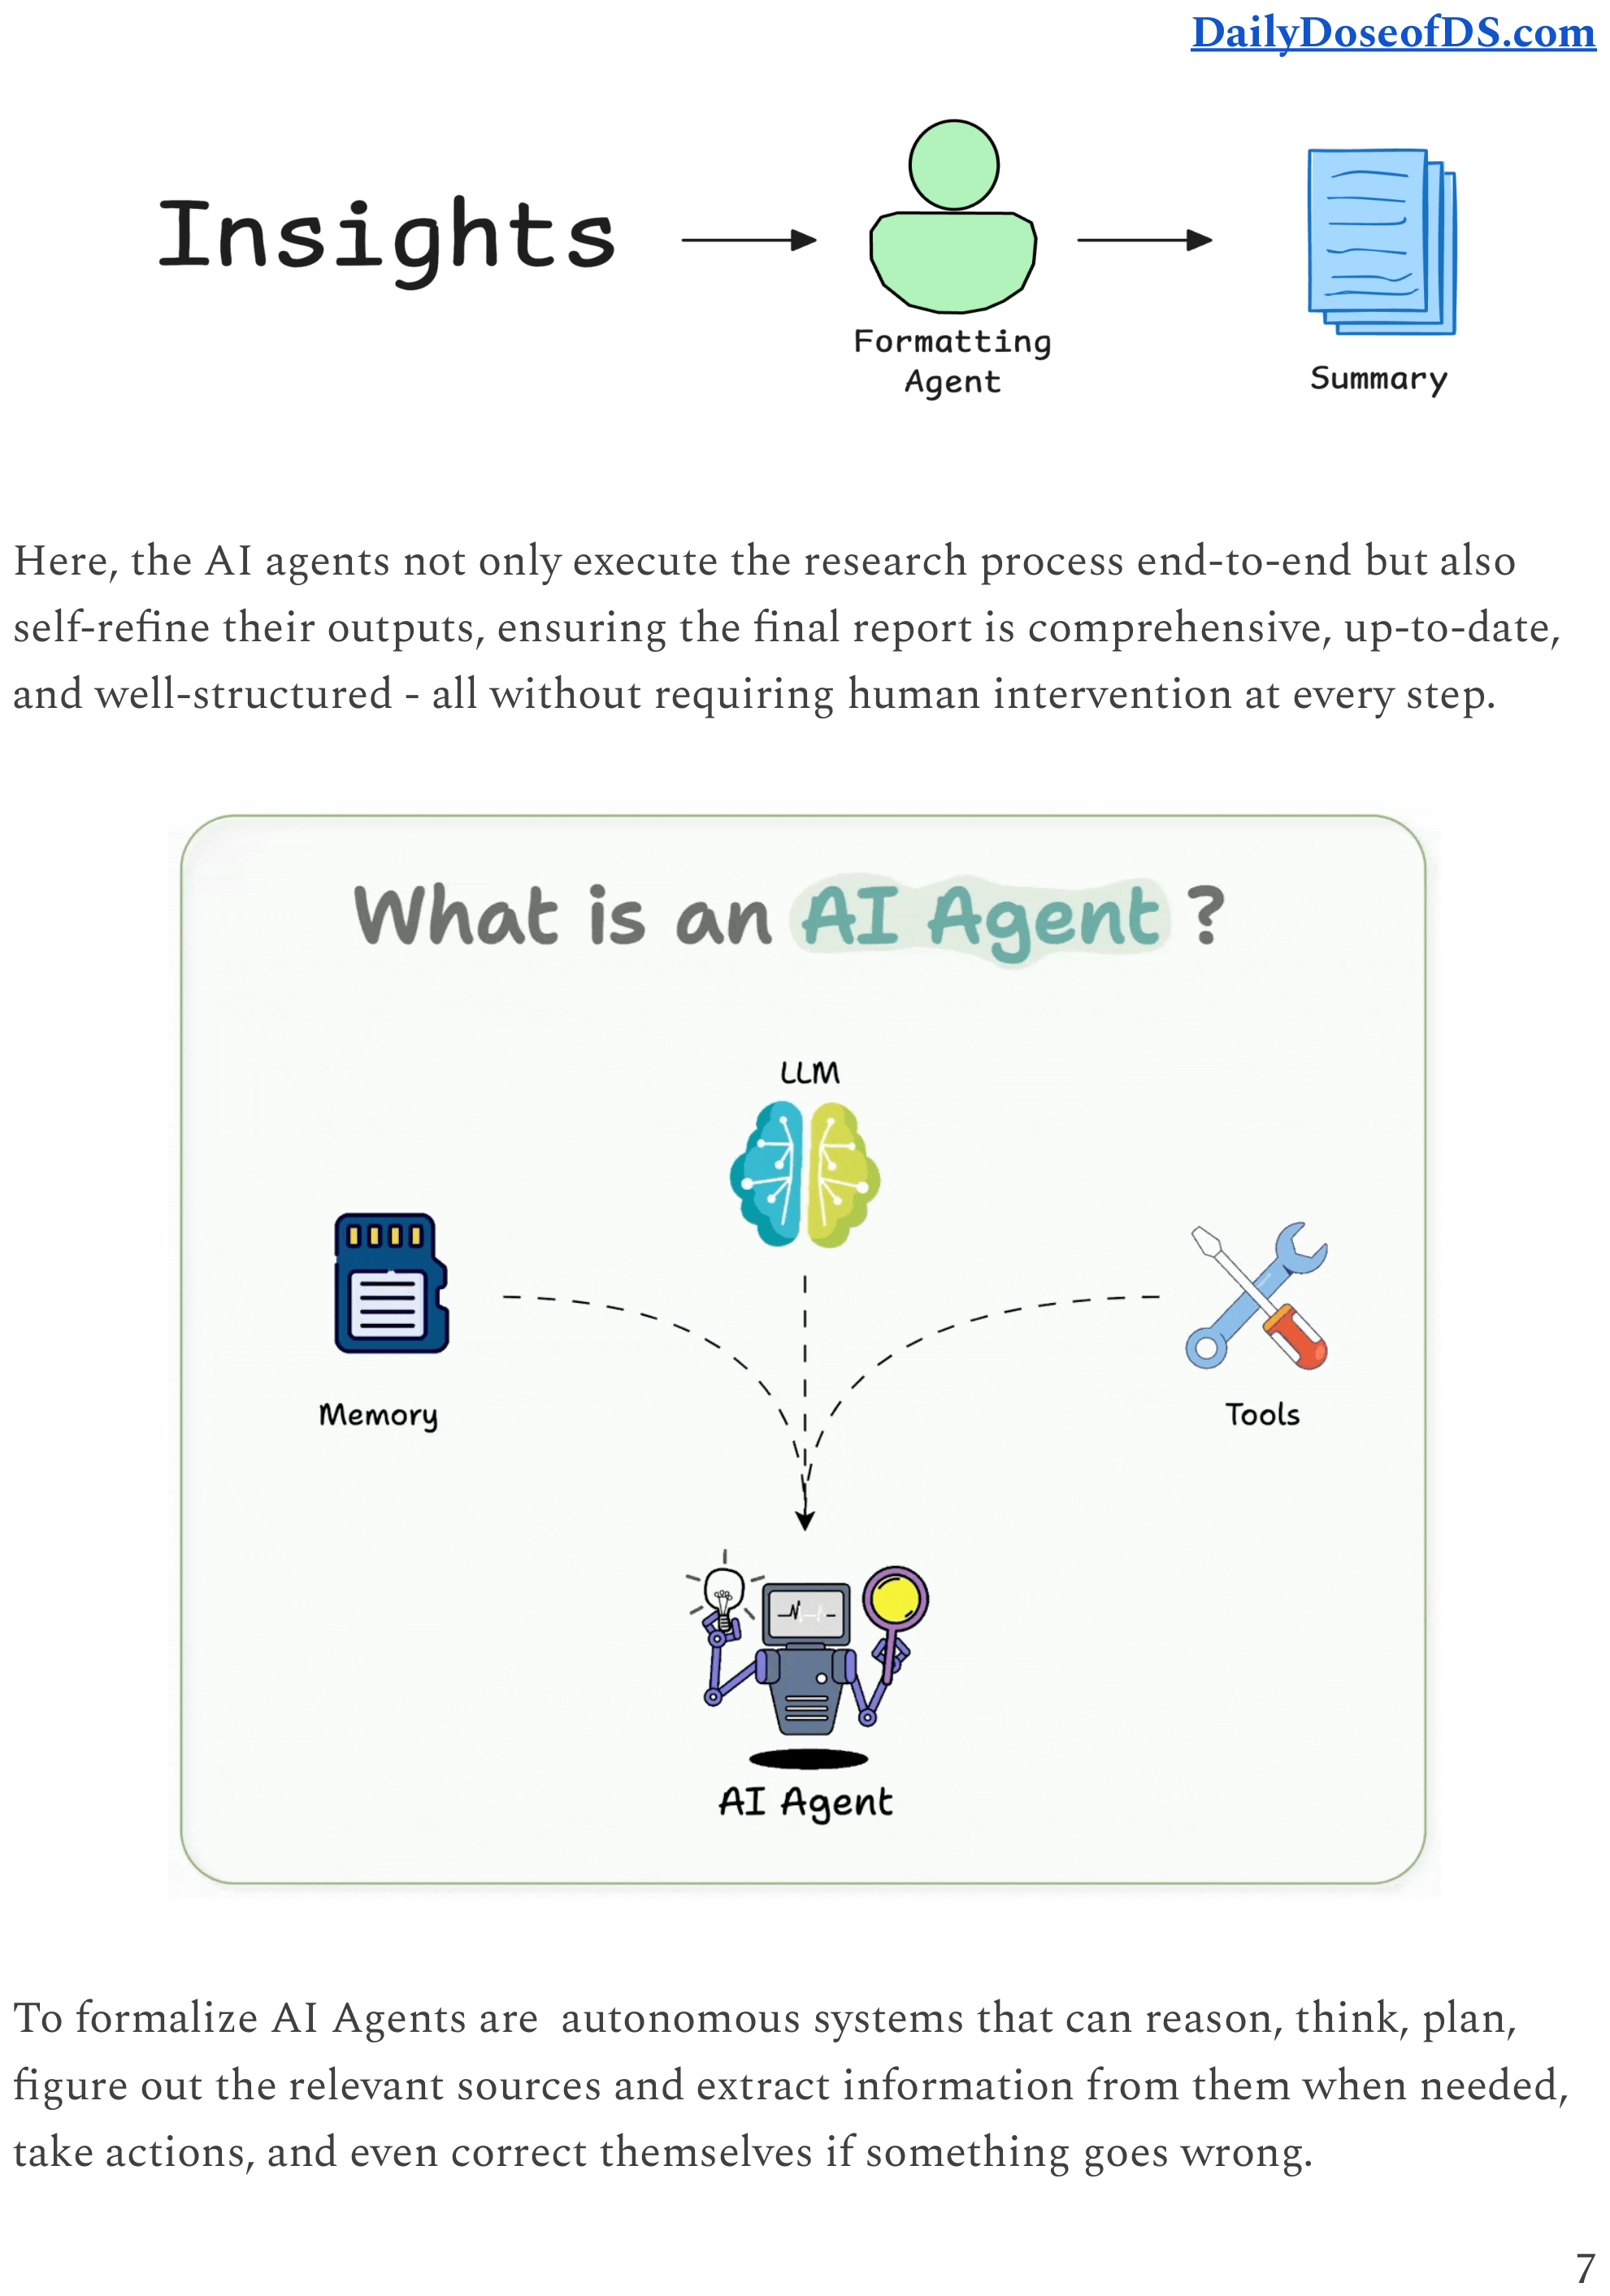 DailyDoseofDS.com
Insights
Formatting
Agent
Summary
Here, the AI agents not only execute the research process end-to-end but also
self-refine their outputs, ensuring the final report is comprehensive, up-to-date,
and well-structured - all without requiring human intervention at every step.
What is an AI Agent ?
LLM
Memory
Tools
AI Agent
To formalize AI Agents are  autonomous systems that can reason, think, plan,
figure out the relevant sources and extract information from them when needed,
take actions, and even correct themselves if something goes wrong.
7